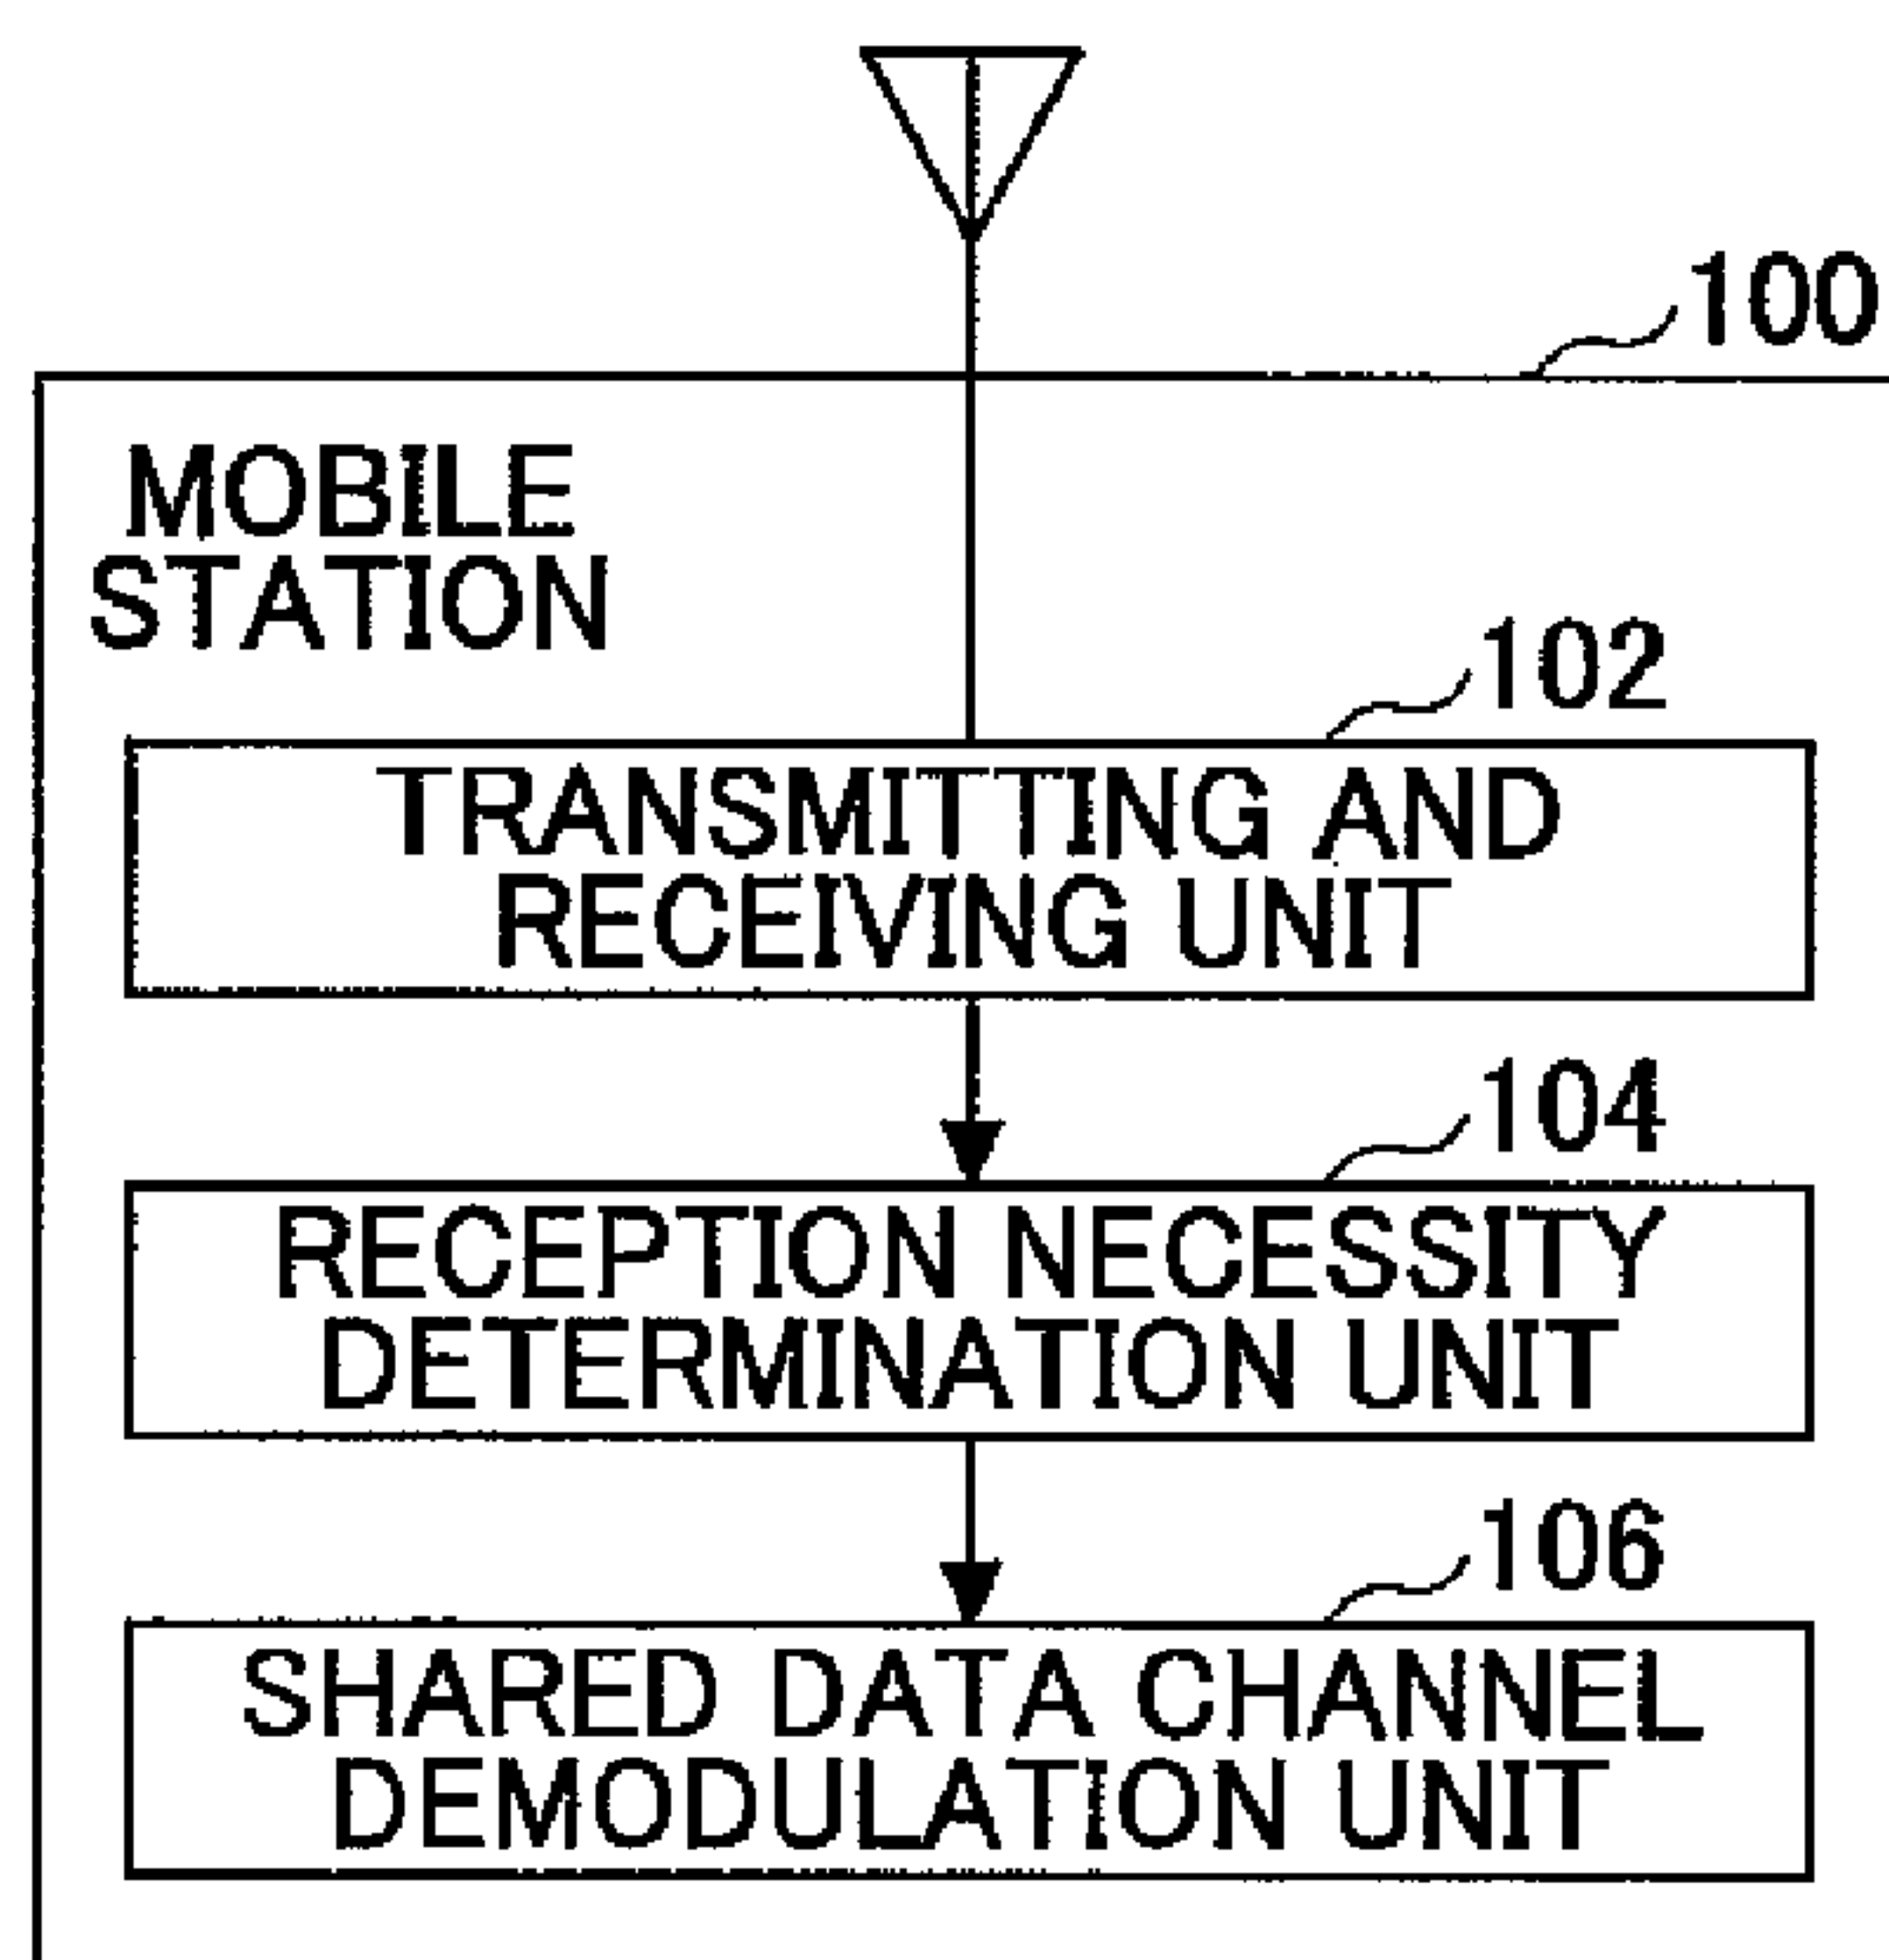 100
MOBILE
STATION
102
TRANSMITTING AND
RECEIVING UNIT
104
RECEPTION NECESSITY
DETERMINATION UNIT
106
SHARED DATA CHANNEL
DEMODULATION UNIT